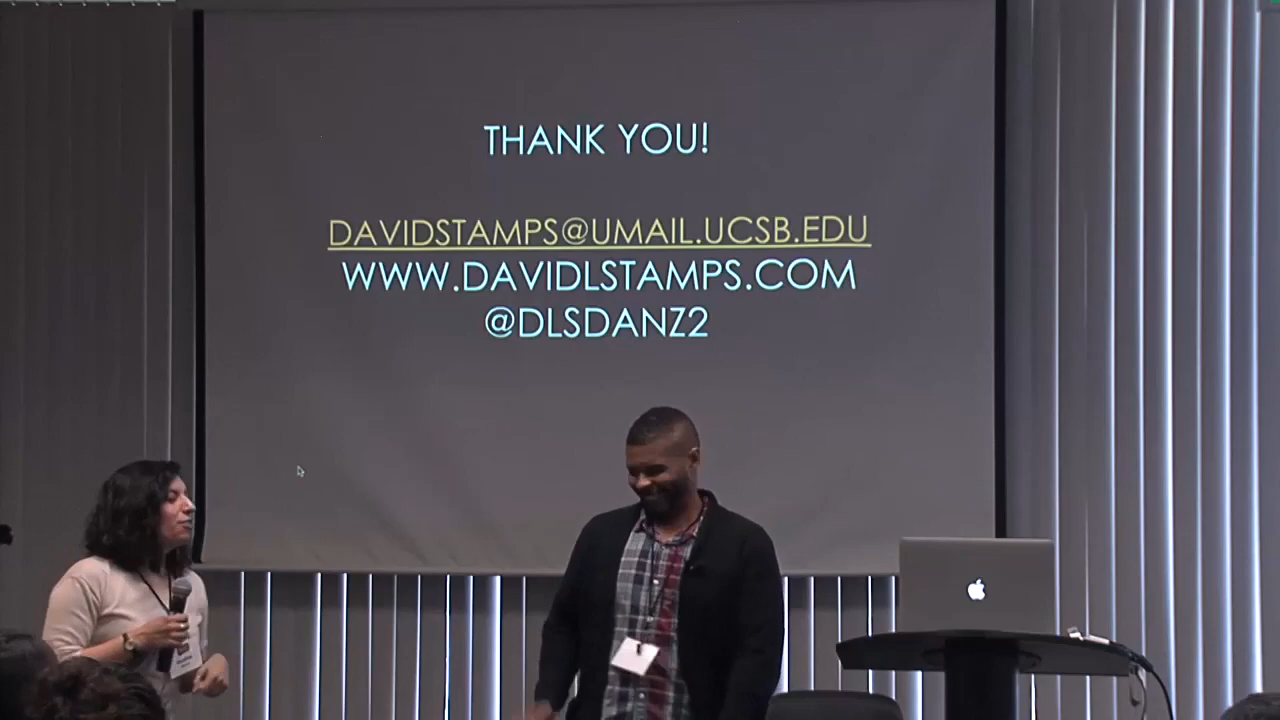 THANK YOU!
DAVIDSTAMPS@UMAIL.UCSB.EDU
WWW.DAVIDLSTAMPS.COM
@DLSDANZ2